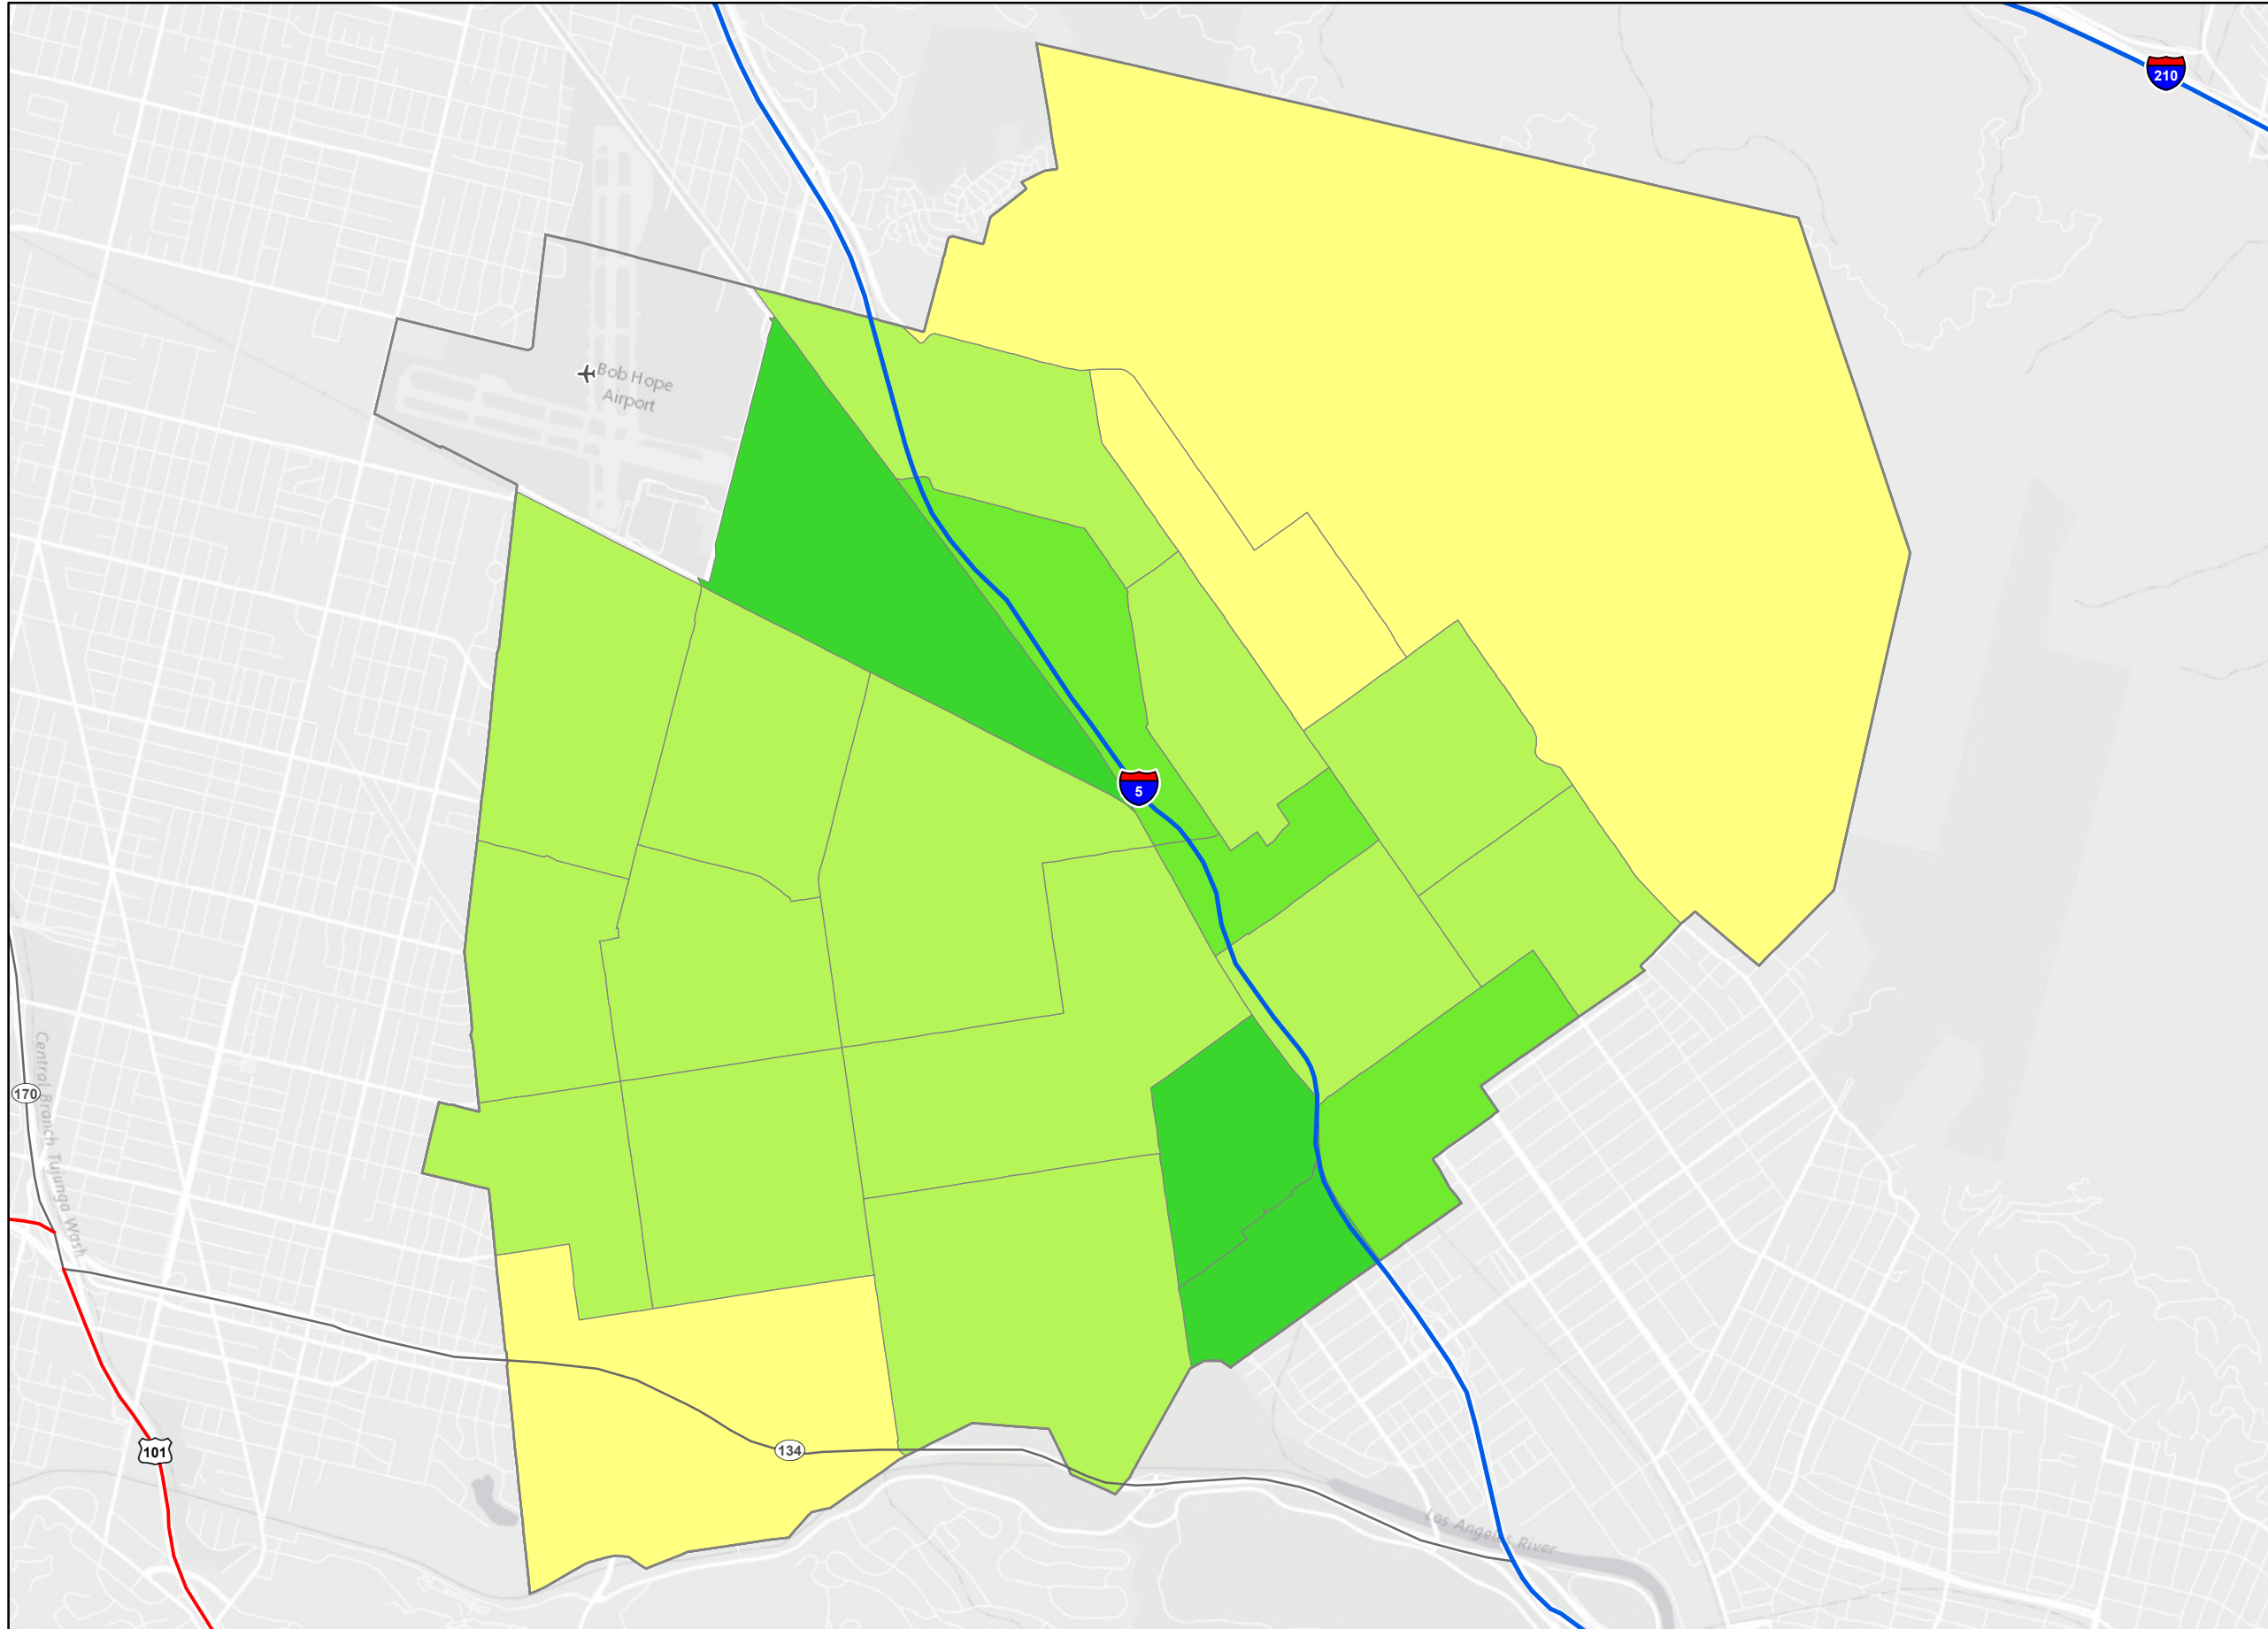 210
Bob Hope
Airport
5
170
Central Branch Tujunga Wash
101
134
Los Angeles River